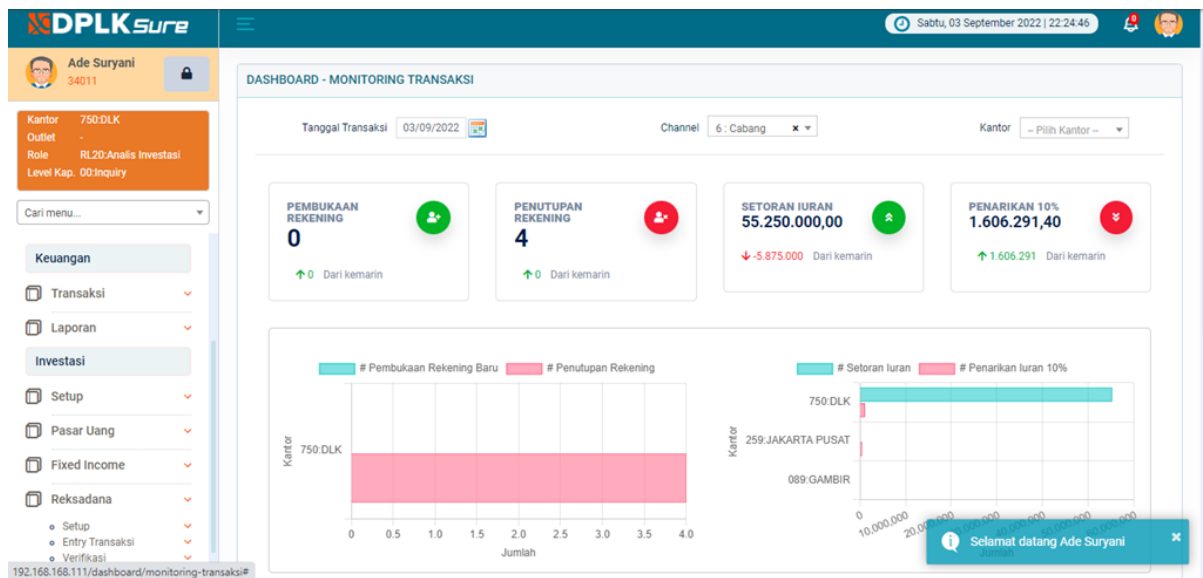 DPLK sure
Sabtu, 03 September 2022 | 22:24:46
0
Ade Suryani
34011
Kantor 750:DLK
Outlet -
Role RL20:Analis Investasi
Level Kap. 00:Inquiry
Cari menu...
Keuangan
Transaksi
Laporan
Investasi
Setup
Pasar Uang
Fixed Income
Reksadana
Setup
Entry Transaksi
Verifikasi
192.168.168.111/dashboard/monitoring-transaksi#
DASHBOARD - MONITORING TRANSAKSI
Tanggal Transaksi 03/09/2022 Channel 6 : Cabang x Kantor -- Pilih Kantor --
PEMBUKAAN
REKENING
0
0 Dari kemarin
PENUTUPAN
REKENING
4
0 Dari kemarin
SETORAN IURAN
55.250.000,00
-5.875.000 Dari kemarin
PENARIKAN 10%
1.606.291,40
1.606.291 Dari kemarin
# Pembukaan Rekening Baru # Penutupan Rekening
Kantor
750:DLK
0 0.5 1.0 1.5 2.0 2.5 3.0 3.5 4.0
Jumlah
# Setoran Iuran # Penarikan Iuran 10%
Kantor
750:DLK
259:JAKARTA PUSAT
089:GAMBIR
0 10,000,000
Jumlah
Selamat datang Ade Suryani ×